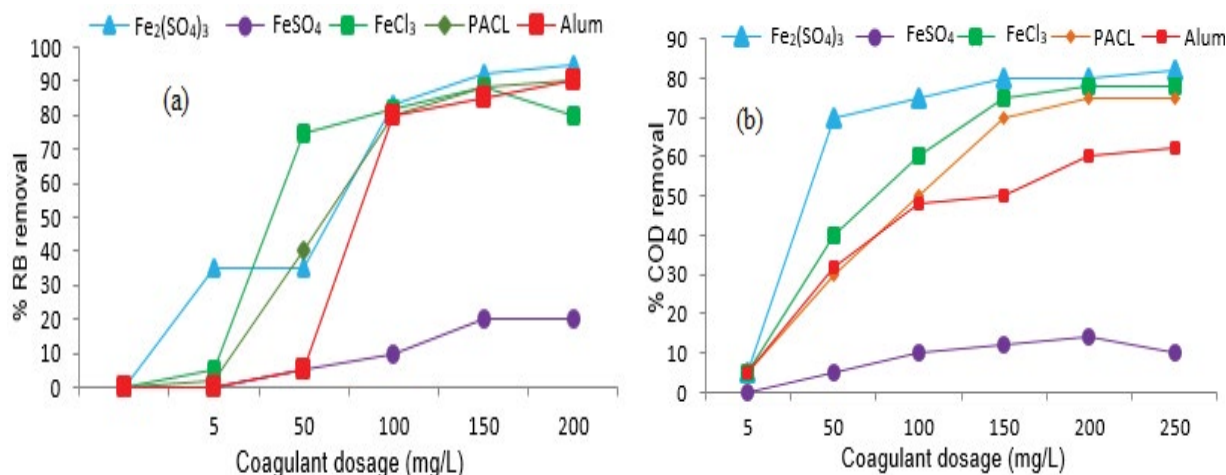 Fe₂(SO₄)₃ FeSO₄ FeCl₃ PACL Alum
(a)
% RB removal
100
90
80
70
60
50
40
30
20
10
0
5 50 100 150 200
Coagulant dosage (mg/L)
Fe₂(SO₄)₃ FeSO₄ FeCl₃ PACL Alum
(b)
% COD removal
90
80
70
60
50
40
30
20
10
0
5 50 100 150 200 250
Coagulant dosage (mg/L)